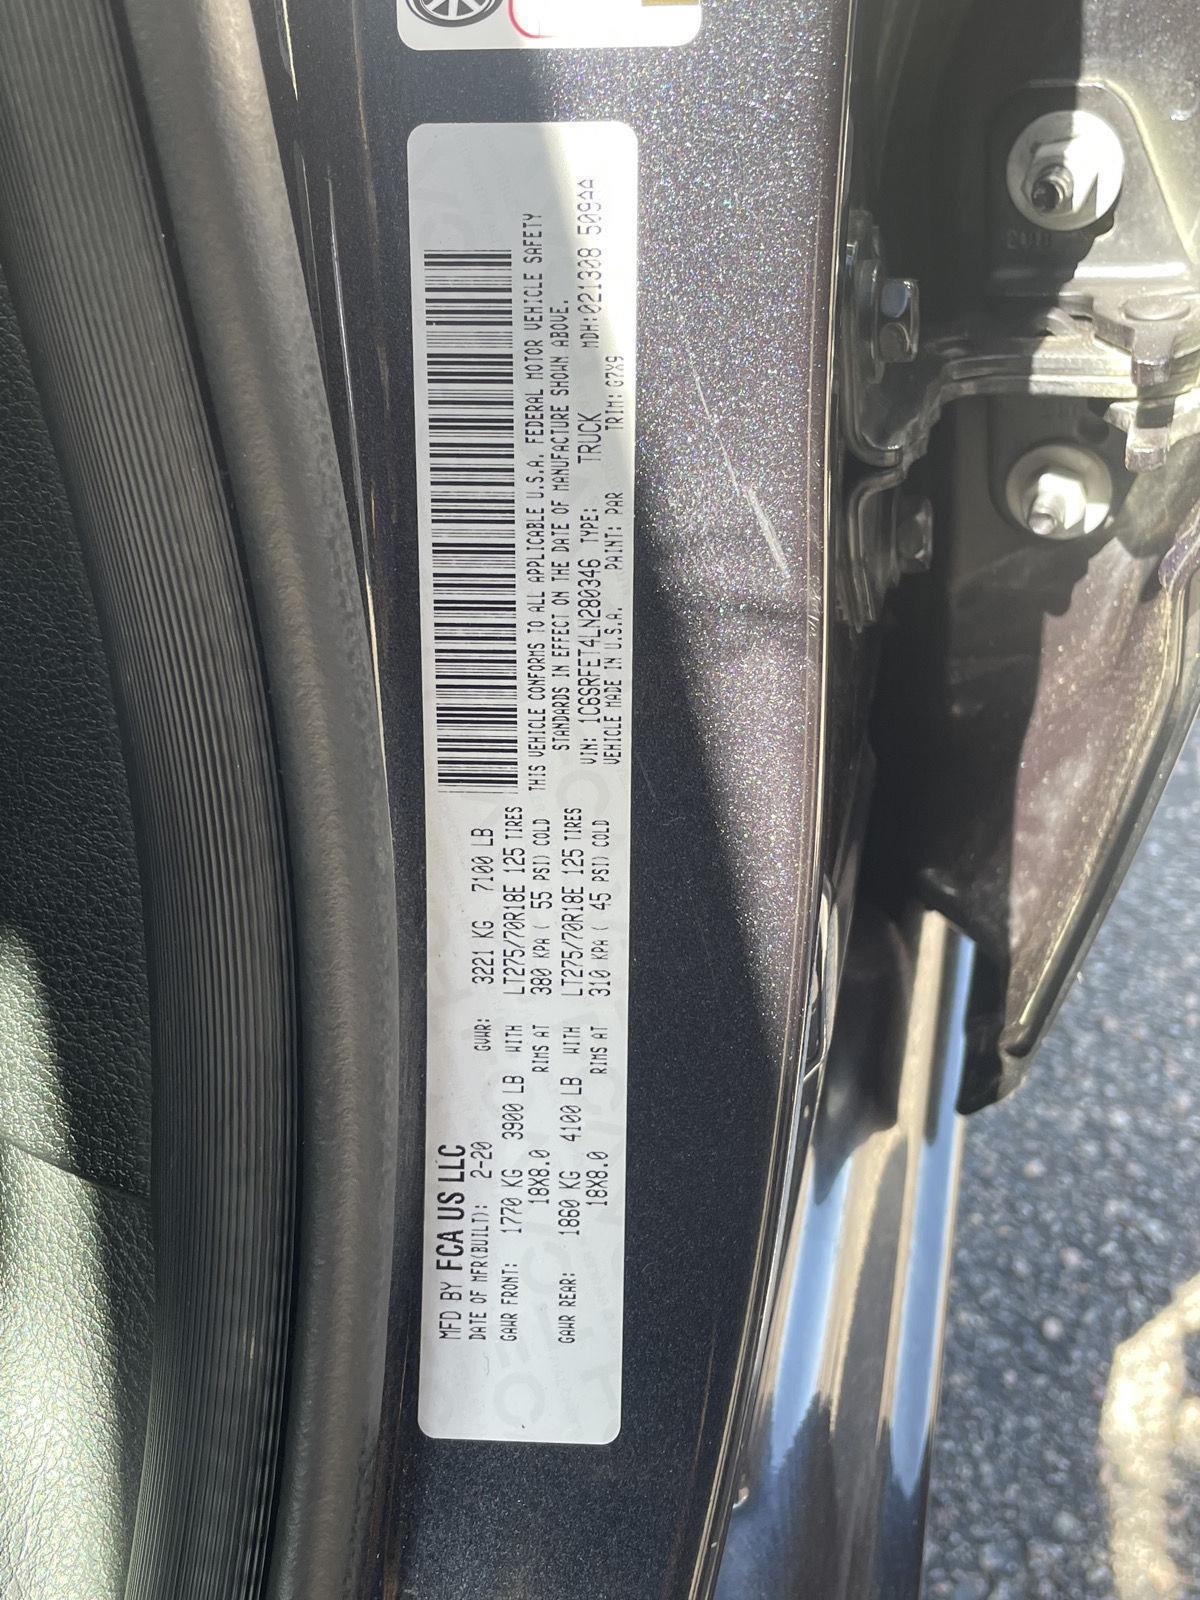 MFD BY FCA US LLC
DATE OF MFR(BUILT): 2-20 GVWR: 3221 KG 7100 LB
GAWR FRONT: 1770 KG 3900 LB WITH LT275/70R18E 125 TIRES
18X8.0 RIMS AT 380 KPA ( 55 PSI) COLD
GAWR REAR: 1860 KG 4100 LB WITH LT275/70R18E 125 TIRES
18X8.0 RIMS AT 310 KPA ( 45 PSI) COLD
THIS VEHICLE CONFORMS TO ALL APPLICABLE U.S.A. FEDERAL MOTOR VEHICLE SAFETY
STANDARDS IN EFFECT ON THE DATE OF MANUFACTURE SHOWN ABOVE.
VIN: 1C6SRFET4LN280346 TYPE: TRUCK MDH:021308 509AA
VEHICLE MADE IN U.S.A. PAINT: PAR TRIM: G7X9